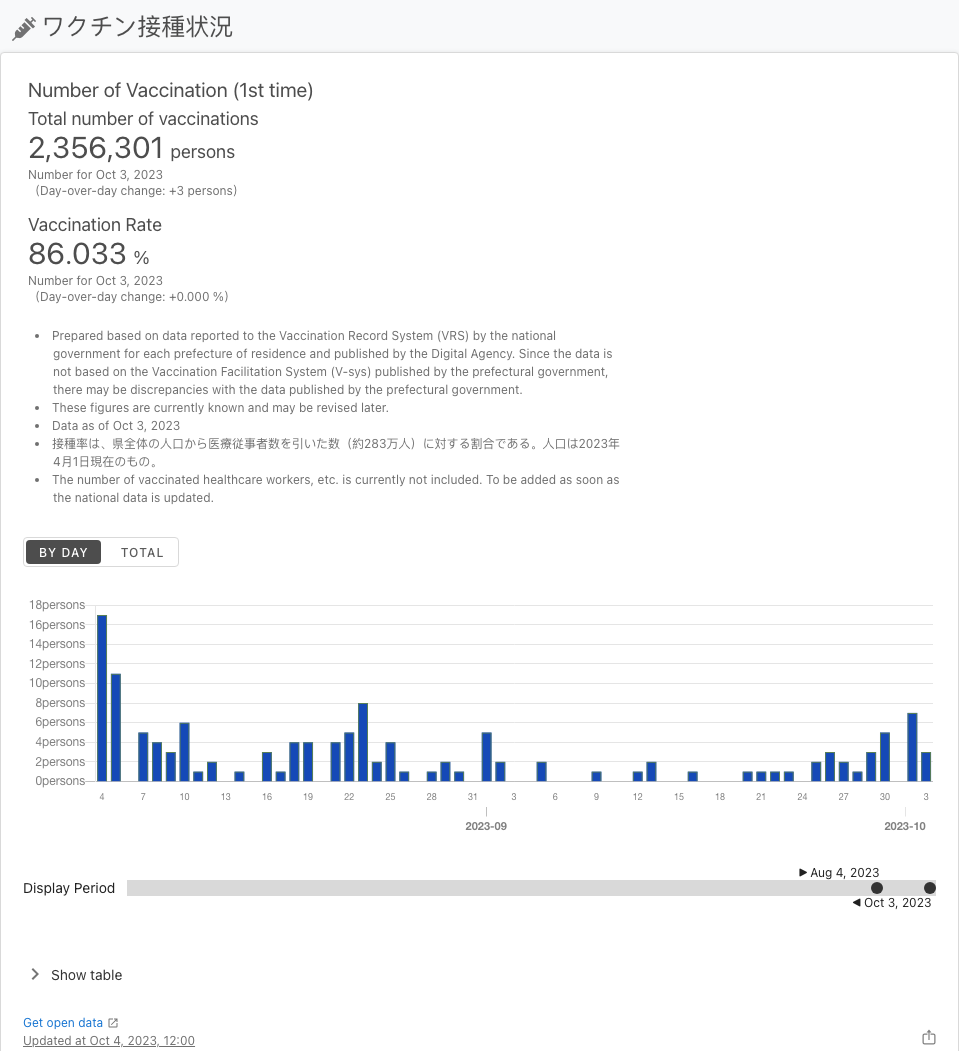 ワクチン接種状況
Number of Vaccination (1st time)
Total number of vaccinations
2,356,301 persons
Number for Oct 3, 2023
(Day-over-day change: +3 persons)
Vaccination Rate
86.033 %
Number for Oct 3, 2023
(Day-over-day change: +0.000 %)
• Prepared based on data reported to the Vaccination Record System (VRS) by the national
government for each prefecture of residence and published by the Digital Agency. Since the data is
not based on the Vaccination Facilitation System (V-sys) published by the prefectural government,
there may be discrepancies with the data published by the prefectural government.
• These figures are currently known and may be revised later.
• Data as of Oct 3, 2023
• 接種率は、県全体の人口から医療従事者数を引いた数（約283万人）に対する割合である。人口は2023年
4月1日現在のもの。
• The number of vaccinated healthcare workers, etc. is currently not included. To be added as soon as
the national data is updated.
BY DAY TOTAL
18persons
16persons
14persons
12persons
10persons
8persons
6persons
4persons
2persons
0persons
4 7 10 13 16 19 22 25 28 31 3 6 9 12 15 18 21 24 27 30 3
2023-09 2023-10
Aug 4, 2023
Display Period
Oct 3, 2023
Show table
Get open data
Updated at Oct 4, 2023, 12:00